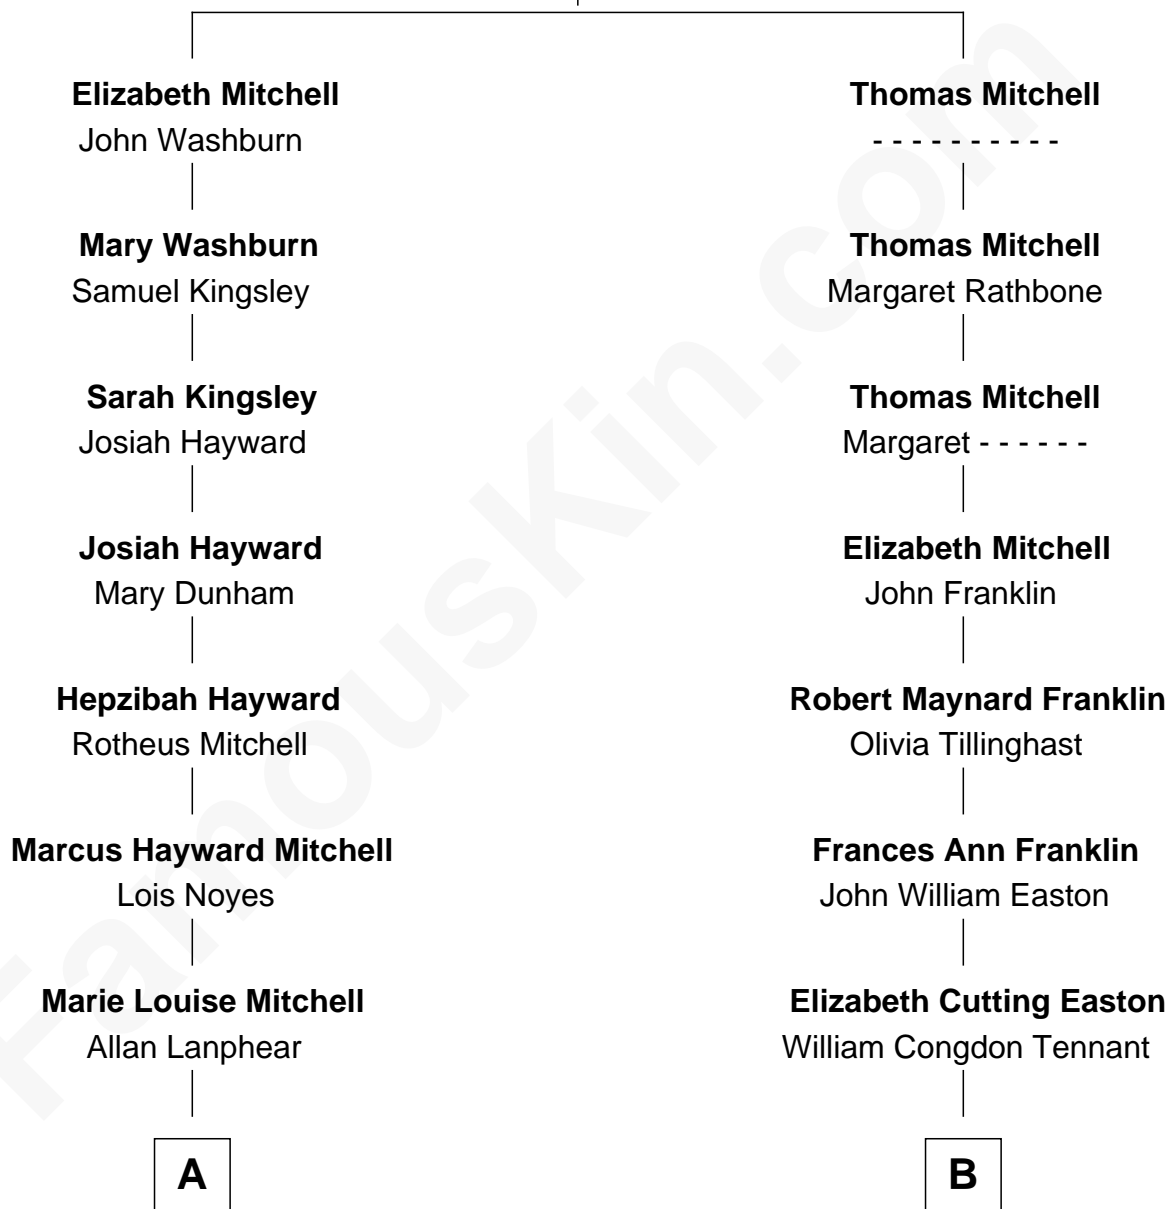 Elizabeth Mitchell
John Washburn
Mary Washburn
Samuel Kingsley
Sarah Kingsley
Josiah Hayward
Josiah Hayward
Mary Dunham
Hepzibah Hayward
Rotheus Mitchell
Marcus Hayward Mitchell
Lois Noyes
Marie Louise Mitchell
Allan Lanphear
A
Thomas Mitchell
- - - - - - - - - -
Thomas Mitchell
Margaret Rathbone
Thomas Mitchell
Margaret - - - - - -
Elizabeth Mitchell
John Franklin
Robert Maynard Franklin
Olivia Tillinghast
Frances Ann Franklin
John William Easton
Elizabeth Cutting Easton
William Congdon Tennant
B
FamousKin.com